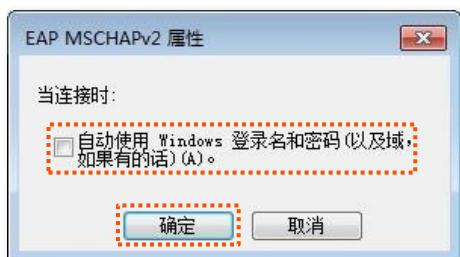 EAP MSCHAPv2 属性
当连接时:
自动使用 Windows 登录名和密码(以及域,
如果有的话)(A)。
确定
取消